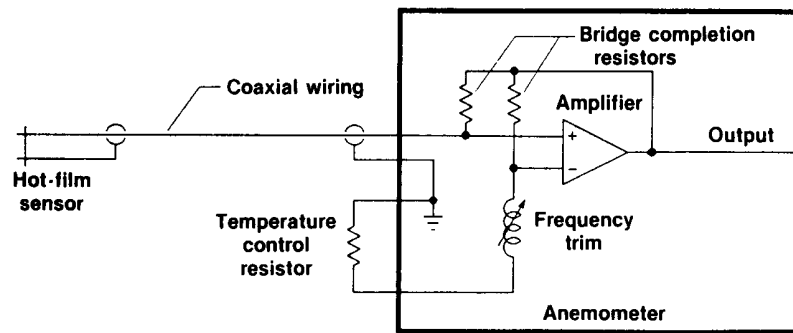 Bridge completion
resistors
Coaxial wiring
Amplifier
+
Output
−
Hot-film
sensor
Temperature
control
resistor
Frequency
trim
Anemometer